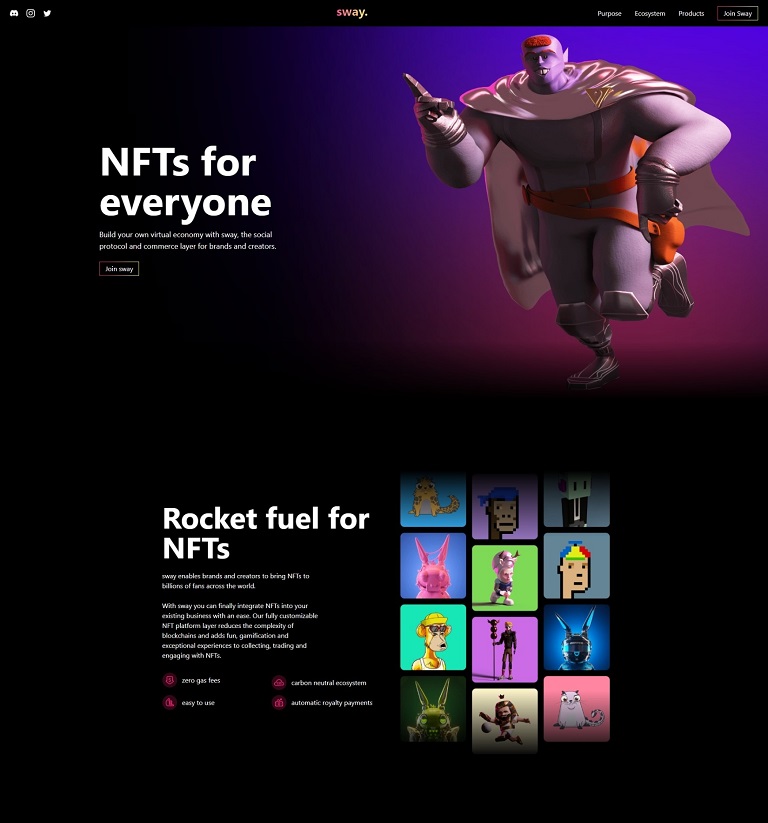 sway.
Purpose
Ecosystem
Products
Join Sway
NFTs for
everyone
Build your own virtual economy with sway, the social
protocol and commerce layer for brands and creators.
Join sway
Rocket fuel for
NFTs
sway enables brands and creators to bring NFTs to
billions of fans across the world.
With sway you can finally integrate NFTs into your
existing business with an ease. Our fully customizable
NFT platform layer reduces the complexity of
blockchains and adds fun, gamification and
exceptional experiences to collecting, trading and
engaging with NFTs.
zero gas fees
carbon neutral ecosystem
easy to use
automatic royalty payments